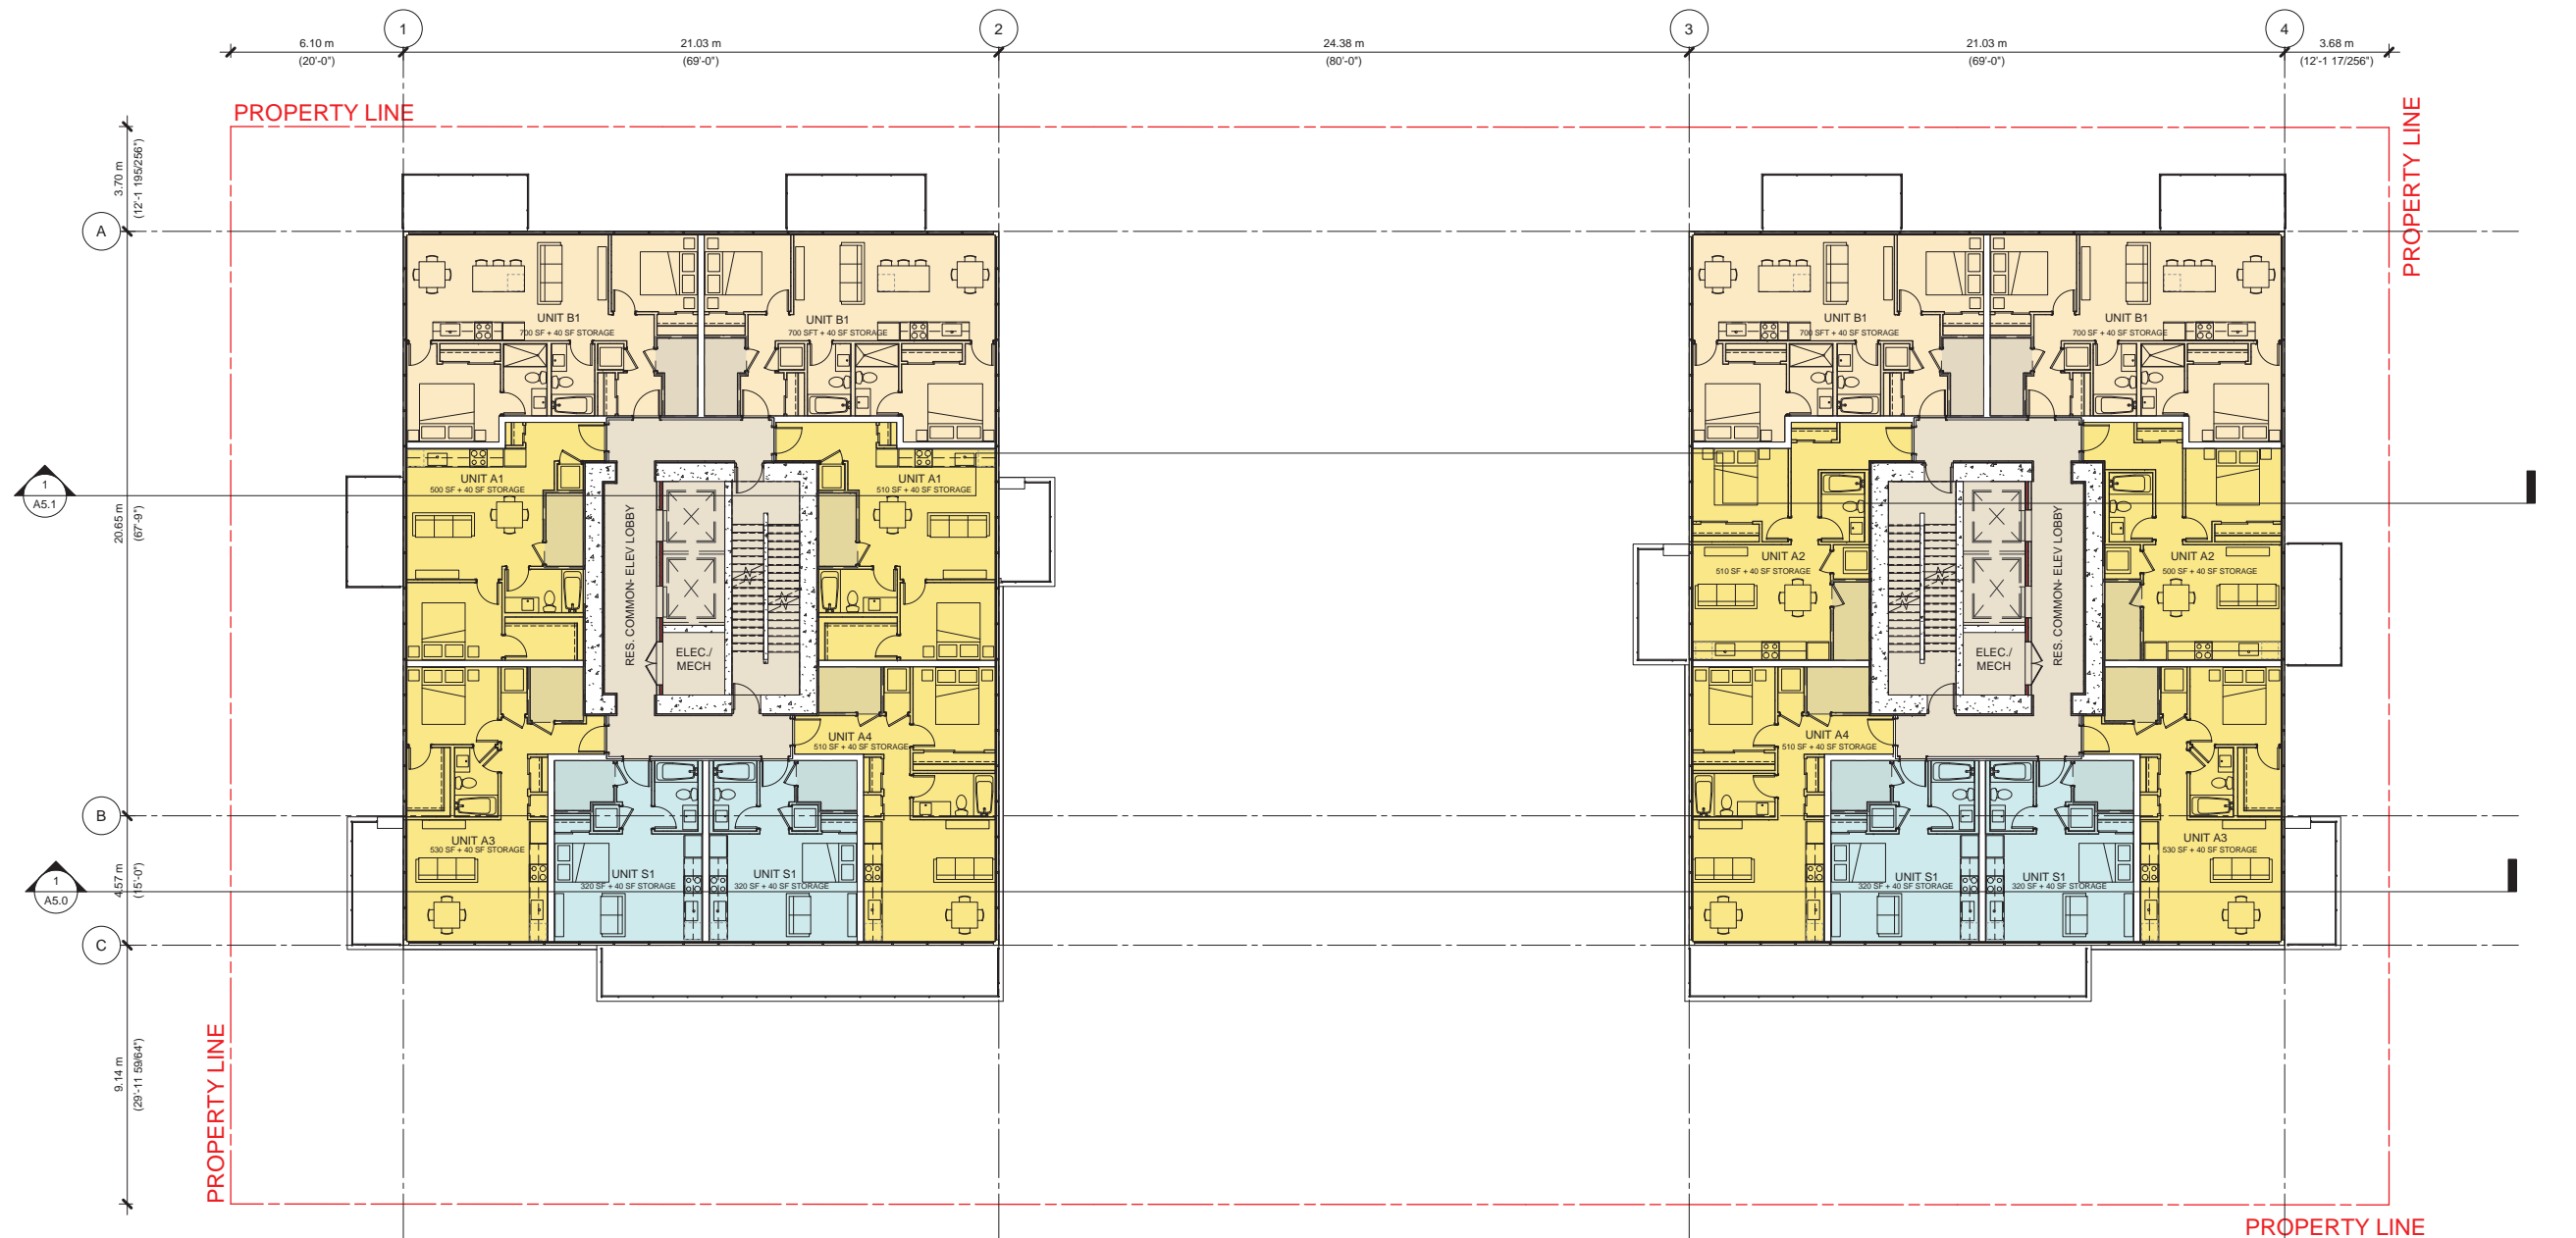 1
2
3
4
6.10 m
21.03 m
24.38 m
21.03 m
3.68 m
(20'-0")
(69'-0")
(80'-0")
(69'-0")
(12'-1 17/256")
PROPERTY LINE
PROPERTY LINE
3.70 m
(12'-1 195/256")
A
UNIT B1
700 SF + 40 SF STORAGE
UNIT B1
700 SFT + 40 SF STORAGE
UNIT B1
700 SFT + 40 SF STORAGE
UNIT B1
700 SF + 40 SF STORAGE
1
A5.1
20.65 m
(67'-9")
UNIT A1
500 SF + 40 SF STORAGE
UNIT A1
510 SF + 40 SF STORAGE
RES. COMMON- ELEV LOBBY
ELEC./
MECH
UNIT A2
510 SF + 40 SF STORAGE
UNIT A2
500 SF + 40 SF STORAGE
RES. COMMON- ELEV LOBBY
ELEC./
MECH
UNIT A4
510 SF + 40 SF STORAGE
UNIT A4
510 SF + 40 SF STORAGE
B
UNIT A3
530 SF + 40 SF STORAGE
UNIT A3
530 SF + 40 SF STORAGE
1
A5.0
4.57 m
(15'-0")
UNIT S1
320 SF + 40 SF STORAGE
UNIT S1
320 SF + 40 SF STORAGE
UNIT S1
320 SF + 40 SF STORAGE
UNIT S1
320 SF + 40 SF STORAGE
C
9.14 m
(29'-11 59/64")
PROPERTY LINE
PROPERTY LINE